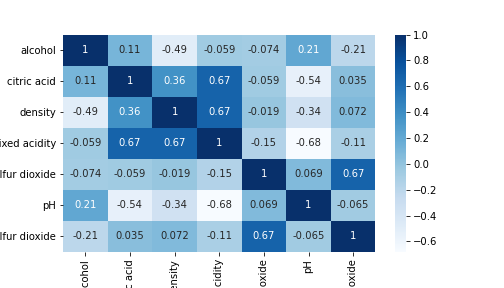 alcohol 1 0.11 -0.49 -0.059 -0.074 0.21 -0.21
citric acid 0.11 1 0.36 0.67 -0.059 -0.54 0.035
density -0.49 0.36 1 0.67 -0.019 -0.34 0.072
ixed acidity -0.059 0.67 0.67 1 -0.15 -0.68 -0.11
lfur dioxide -0.074 -0.059 -0.019 -0.15 1 0.069 0.67
pH 0.21 -0.54 -0.34 -0.68 0.069 1 -0.065
lfur dioxide -0.21 0.035 0.072 -0.11 0.67 -0.065 1
cohol
c acid
ensity
cidity
oxide
pH
oxide
1.0
0.8
0.6
0.4
0.2
0.0
−0.2
−0.4
−0.6